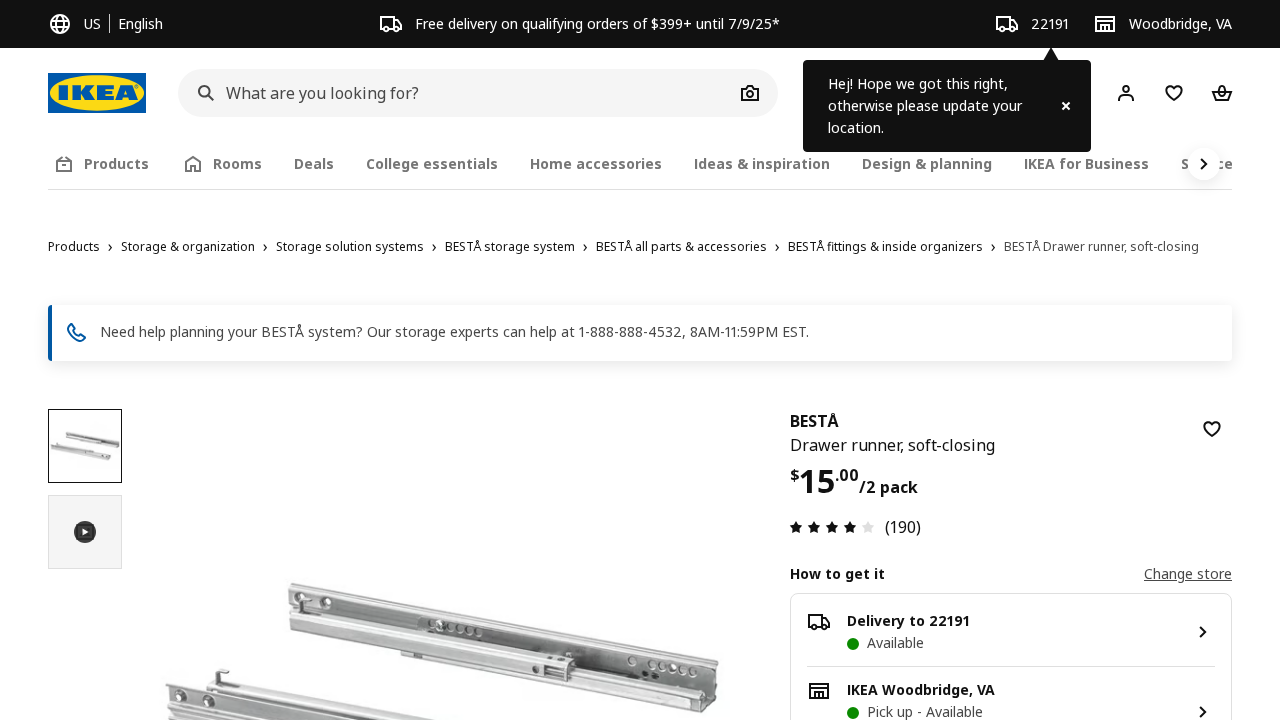 US English
Free delivery on qualifying orders of $399+ until 7/9/25*
22191
Woodbridge, VA
IKEA
What are you looking for?
Hej! Hope we got this right,
otherwise please update your
location.
Products
Rooms
Deals
College essentials
Home accessories
Ideas & inspiration
Design & planning
IKEA for Business
Products › Storage & organization › Storage solution systems › BESTÅ storage system › BESTÅ all parts & accessories › BESTÅ fittings & inside organizers › BESTÅ Drawer runner, soft-closing
Need help planning your BESTÅ system? Our storage experts can help at 1-888-888-4532, 8AM-11:59PM EST.
BESTÅ
Drawer runner, soft-closing
$15.00/2 pack
(190)
How to get it
Change store
Delivery to 22191
Available
IKEA Woodbridge, VA
Pick up - Available